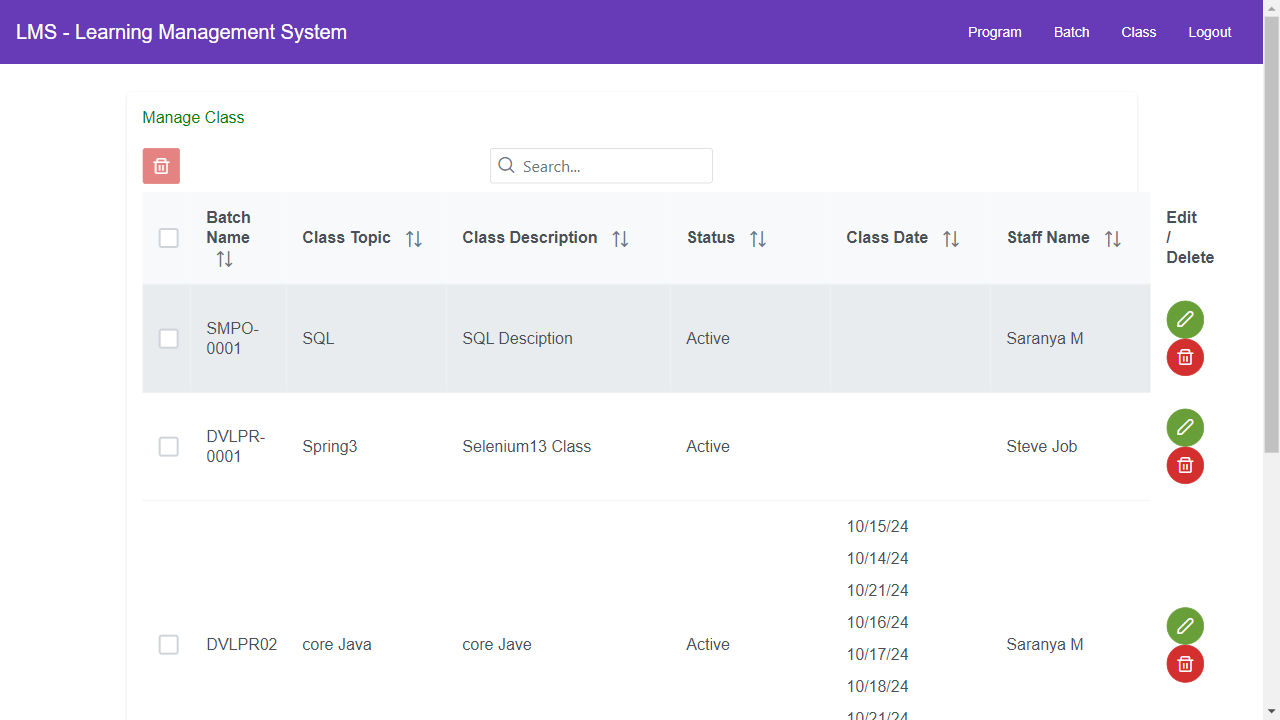 LMS - Learning Management System
Program
Batch
Class
Logout
Manage Class
Search...
Batch
Name
Class Topic
Class Description
Status
Class Date
Staff Name
Edit
/
Delete
SMPO-
0001
SQL
SQL Desciption
Active
Saranya M
DVLPR-
0001
Spring3
Selenium13 Class
Active
Steve Job
DVLPR02
core Java
core Jave
Active
10/15/24
10/14/24
10/21/24
10/16/24
10/17/24
10/18/24
10/21/24
Saranya M